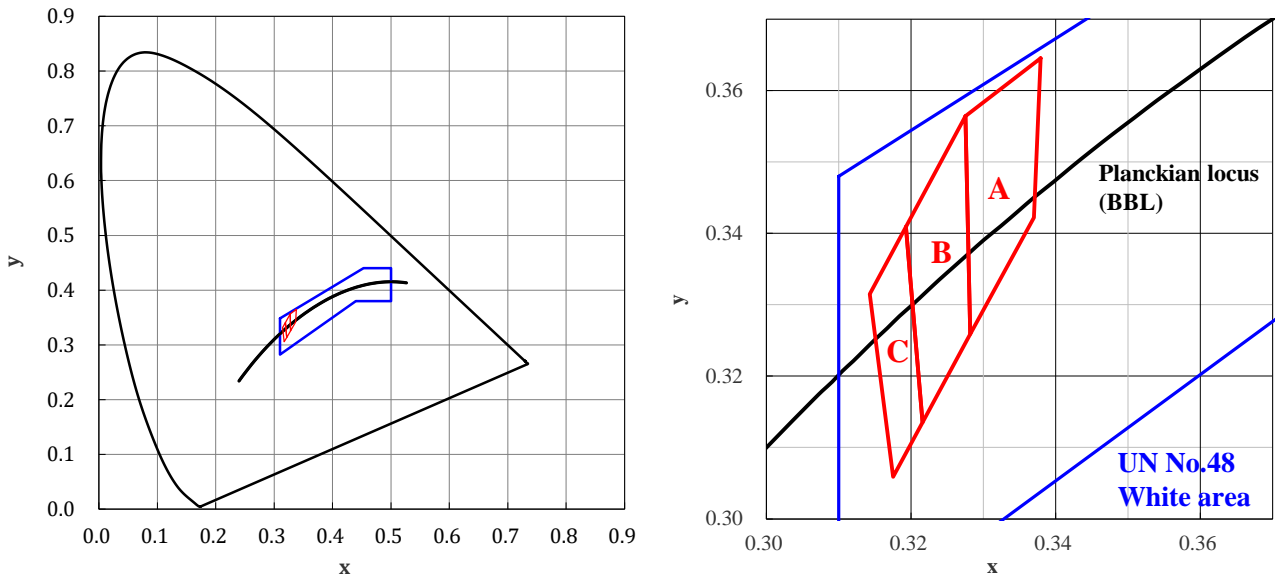 0.9
0.8
0.7
0.6
0.5
0.4
0.3
0.2
0.1
0.0
y
0.0 0.1 0.2 0.3 0.4 0.5 0.6 0.7 0.8 0.9
x
0.36
0.34
0.32
0.30
y
A
B
C
Planckian locus
(BBL)
UN No.48
White area
0.30 0.32 0.34 0.36
x